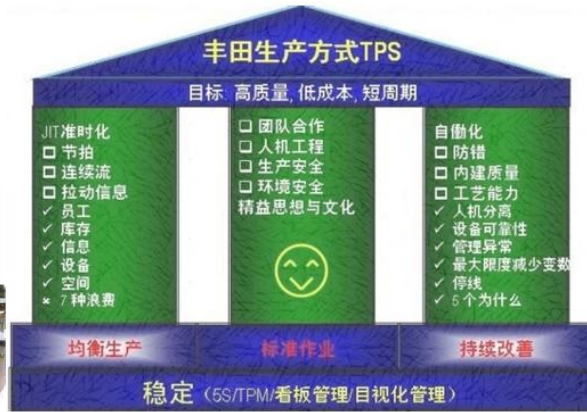 丰田生产方式TPS
目标: 高质量, 低成本, 短周期
JIT准时化
□ 节拍
□ 连续流
□ 拉动信息
✓ 员工
✓ 库存
✓ 信息
✓ 设备
✓ 空间
× 7 种浪费
□ 团队合作
□ 人机工程
□ 生产安全
□ 环境安全
精益思想与文化
自働化
□ 防错
□ 内建质量
□ 工艺能力
✓ 人机分离
✓ 设备可靠性
✓ 管理异常
✓ 最大限度减少变数
✓ 停线
✓ 5 个为什么
均衡生产
标准作业
持续改善
稳定（5S/TPM/看板管理/目视化管理）